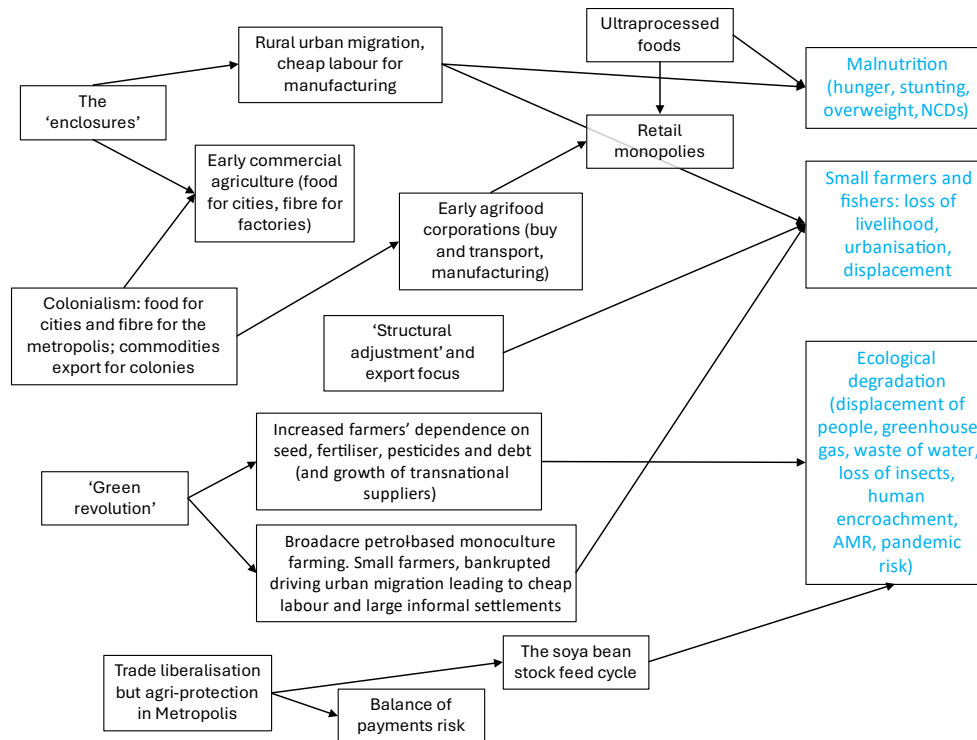 Ultraprocessed
foods
Rural urban migration,
cheap labour for
manufacturing
Malnutrition
(hunger, stunting,
overweight, NCDs)
The
‘enclosures’
Retail
monopolies
Early commercial
agriculture (food
for cities, fibre for
factories)
Small farmers and
fishers: loss of
livelihood,
urbanisation,
displacement
Early agrifood
corporations (buy
and transport,
manufacturing)
Colonialism: food for
cities and fibre for the
metropolis; commodities
export for colonies
‘Structural
adjustment’ and
export focus
Ecological
degradation
(displacement of
people, greenhouse
gas, waste of water,
loss of insects,
human
encroachment,
AMR, pandemic
risk)
Increased farmers’ dependence on
seed, fertiliser, pesticides and debt
(and growth of transnational
suppliers)
‘Green
revolution’
Broadacre petrol-based monoculture
farming. Small farmers, bankrupted
driving urban migration leading to cheap
labour and large informal settlements
The soya bean
stock feed cycle
Trade liberalisation
but agri-protection
in Metropolis
Balance of
payments risk